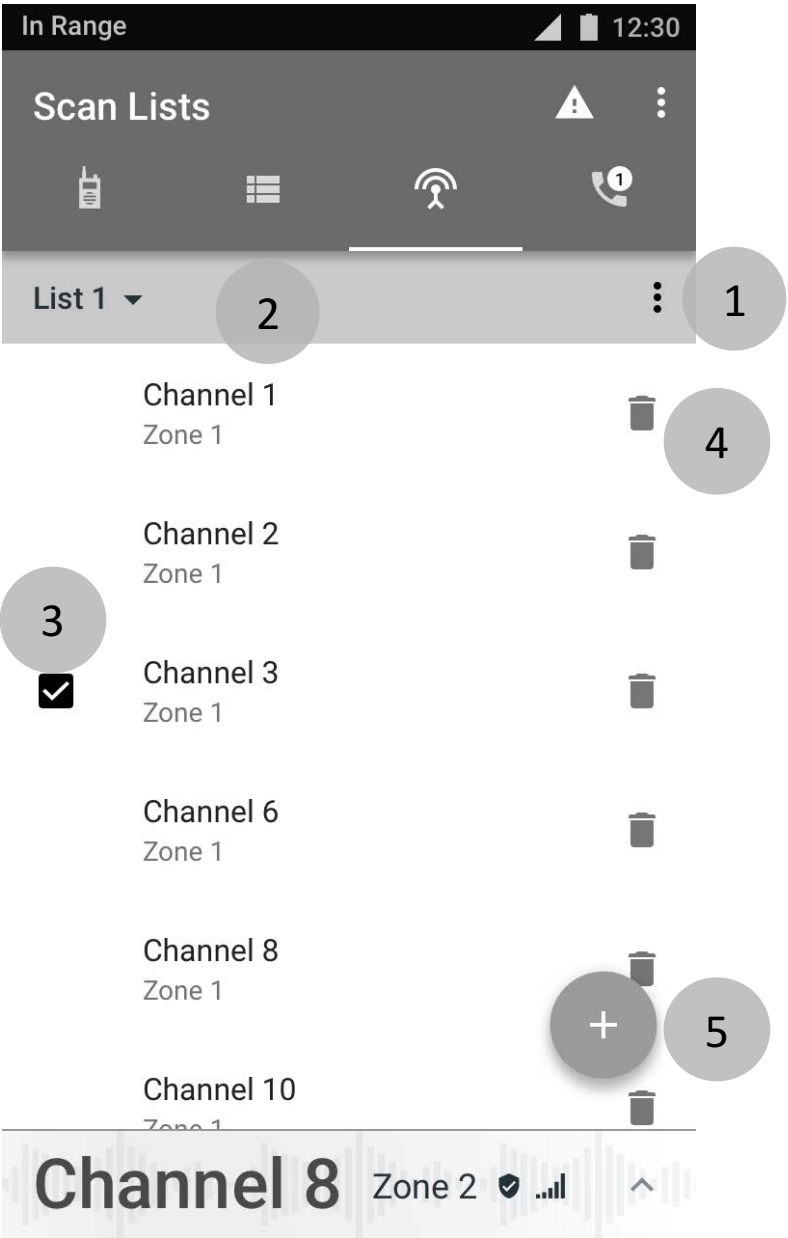 In Range 12:30
Scan Lists
1
List 1
2
1
Channel 1
Zone 1
4
Channel 2
Zone 1
3
Channel 3
Zone 1
Channel 6
Zone 1
Channel 8
Zone 1
+
5
Channel 10
Zone 1
Channel 8 Zone 2